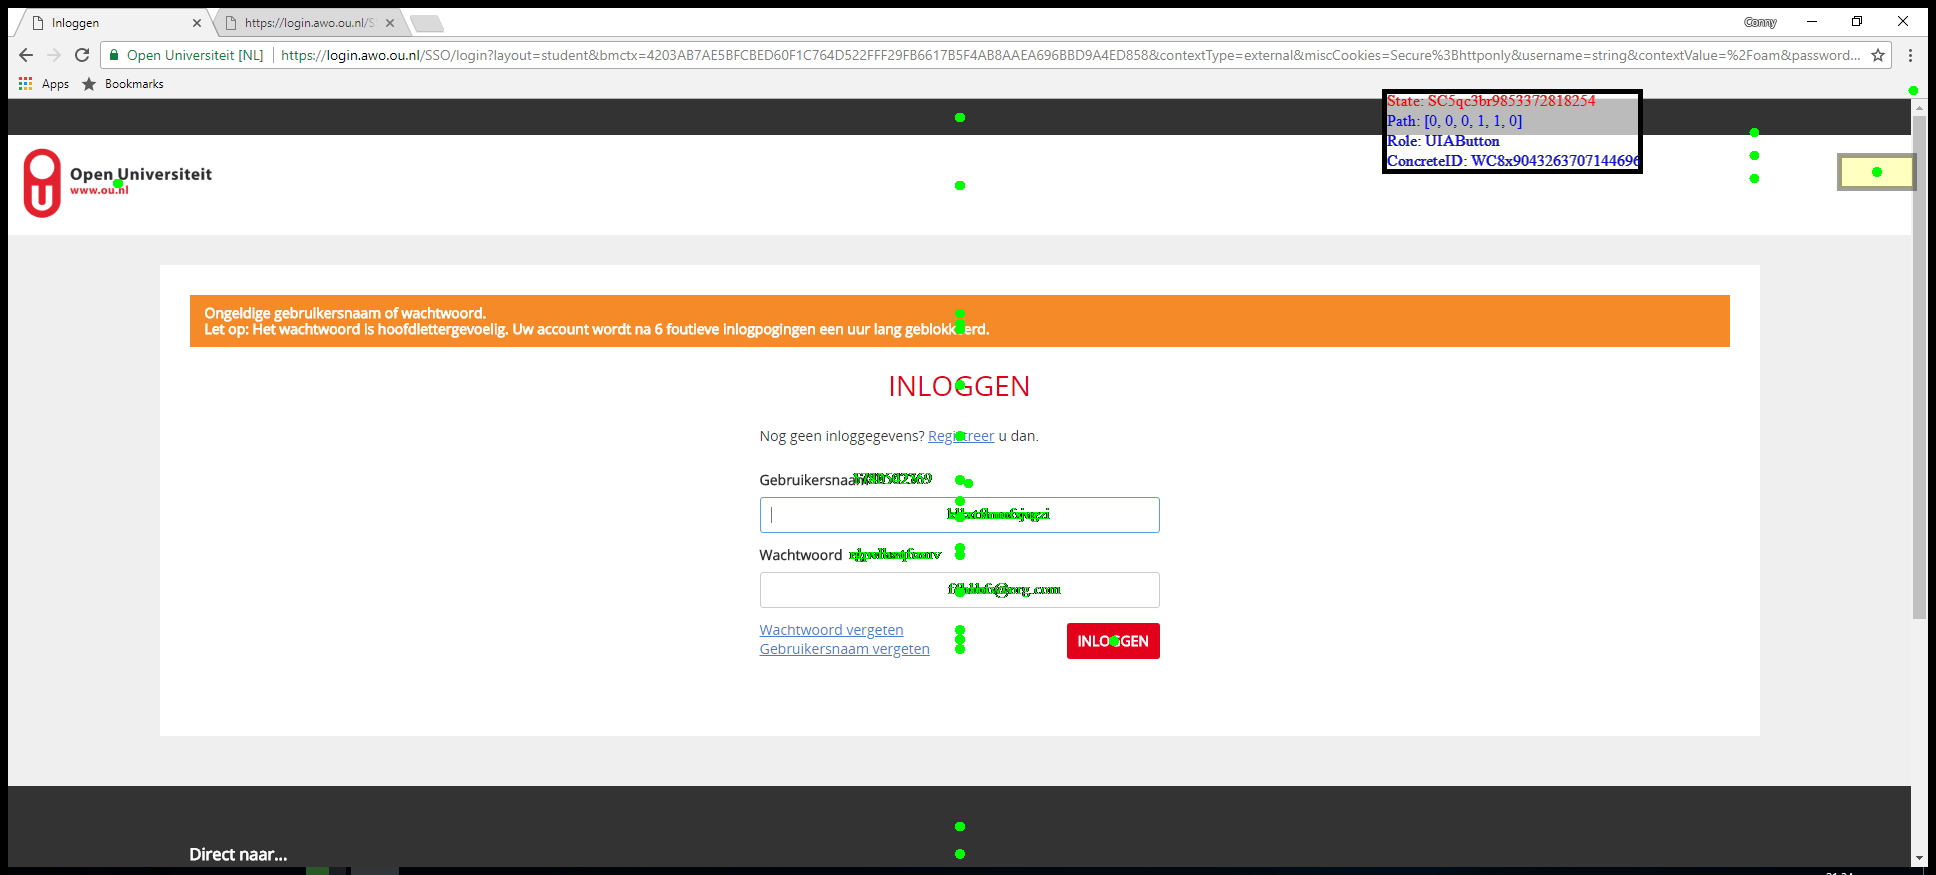 Inloggen
https://login.awo.ou.nl/S
Conny
Open Universiteit [NL]
https://login.awo.ou.nl/SSO/login?layout=student&bmctx=4203AB7AE5BFCBED60F1C764D522FFF29FB6617B5F4AB8AAEA696BBD9A4ED858&contextType=external&miscCookies=Secure%3Bhttponly&username=string&contextValue=%2Foam&password...
Apps
Bookmarks
State: SC5qc3br9853372818254
Path: [0, 0, 0, 1, 1, 0]
Role: UIAButton
ConcreteID: WC8x9043263707144696
Open Universiteit
www.ou.nl
Ongeldige gebruikersnaam of wachtwoord.
Let op: Het wachtwoord is hoofdlettergevoelig. Uw account wordt na 6 foutieve inlogpogingen een uur lang geblokkeerd.
INLOGGEN
Nog geen inloggegevens? Registreer u dan.
Gebruikersnaam
Wachtwoord
Wachtwoord vergeten
Gebruikersnaam vergeten
INLOGGEN
Direct naar...